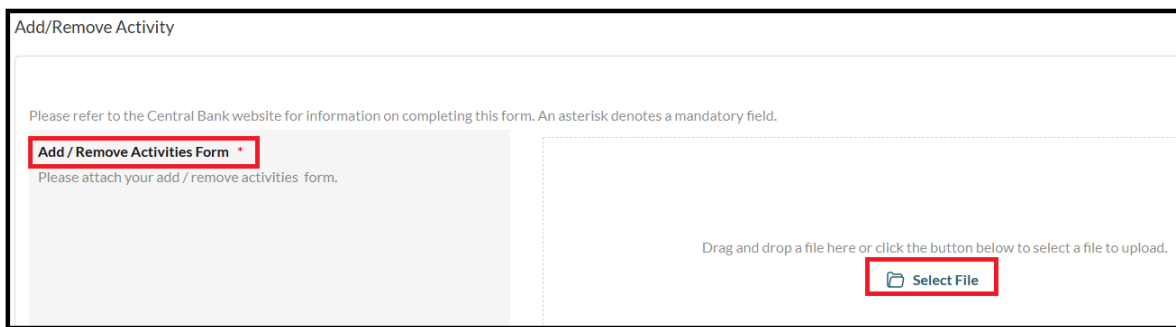 Add/Remove Activity
Please refer to the Central Bank website for information on completing this form. An asterisk denotes a mandatory field.
Add / Remove Activities Form *
Please attach your add / remove activities form.
Drag and drop a file here or click the button below to select a file to upload.
Select File